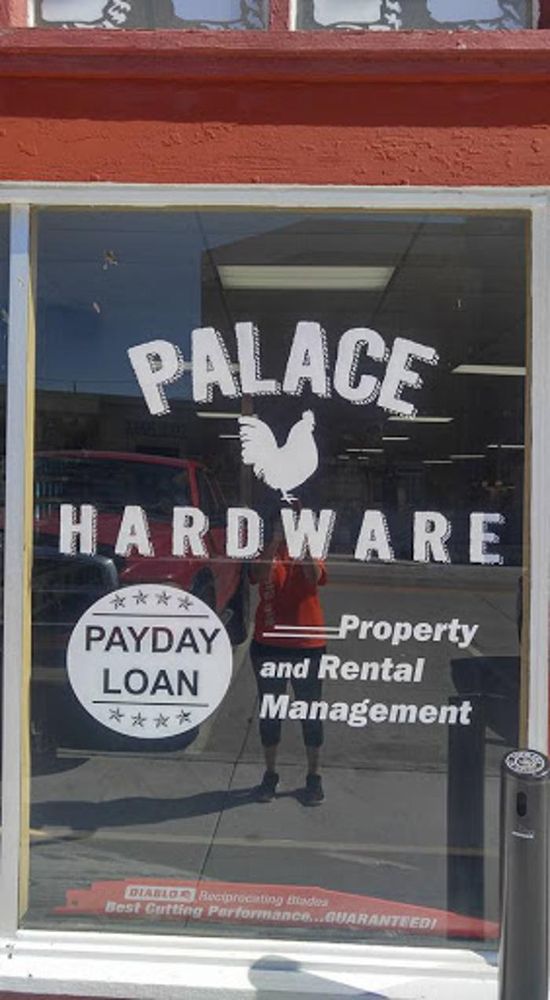 PALACE
HARDWARE
PAYDAY
LOAN
Property
and Rental
Management
DIABLO Reciprocating Blades
Best Cutting Performance...GUARANTEED!